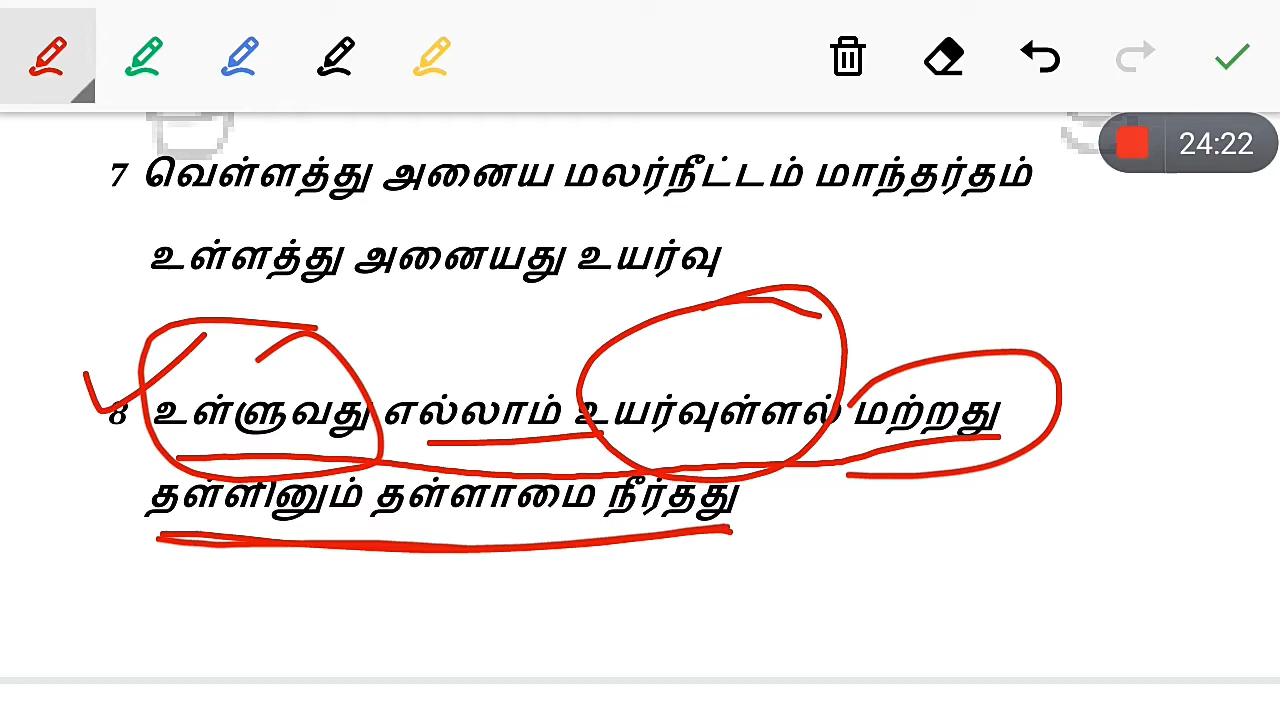 24:22
7 வெள்ளத்து அனைய மலர்நீட்டம் மாந்தர்தம்
உள்ளத்து அனையது உயர்வு
8 உள்ளுவது எல்லாம் உயர்வுள்ளல் மற்றது
தள்ளினும் தள்ளாமை நீர்தது